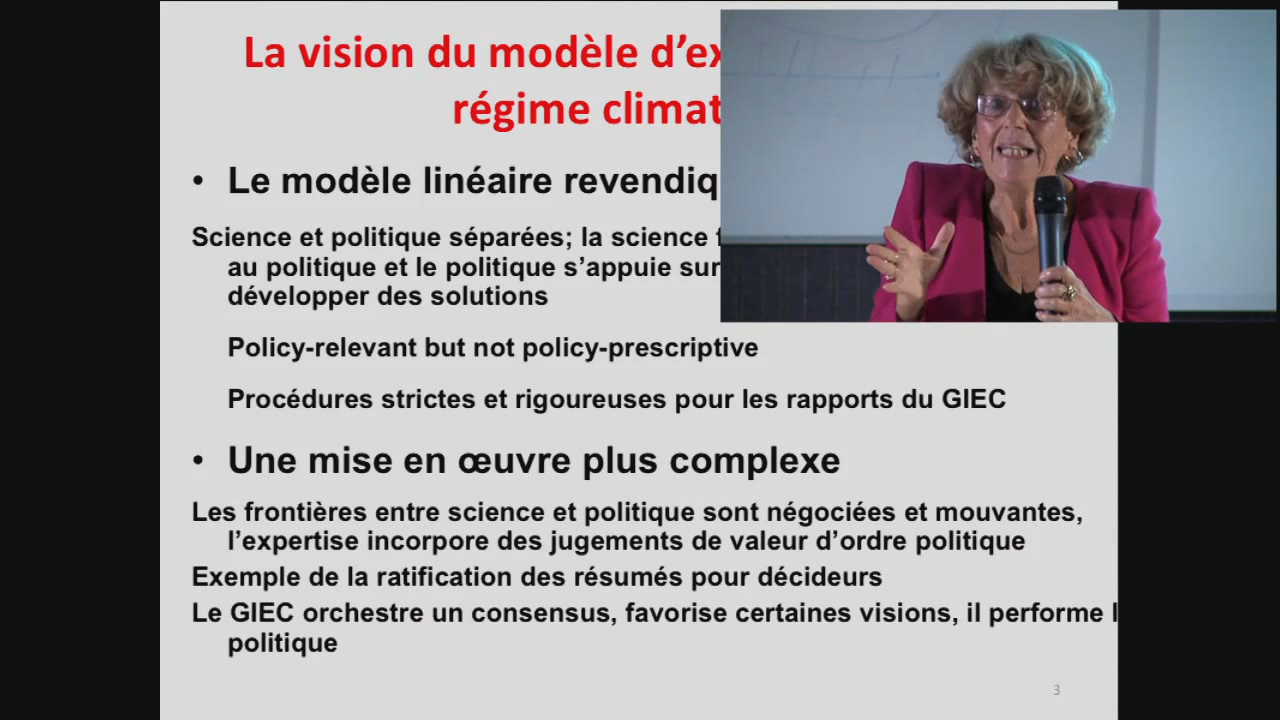 La vision du modèle
régime
• Le modèle linéaire
Science et politique séparées; la science
au politique et le politique s'appuie sur
développer des solutions
Policy-relevant but not policy-prescriptive
Procédures strictes et rigoureuses pour les rapports du GIEC
• Une mise en œuvre plus complexe
Les frontières entre science et politique sont négociées et mouvantes,
l'expertise incorpore des jugements de valeur d'ordre politique
Exemple de la ratification des résumés pour décideurs
Le GIEC orchestre un consensus, favorise certaines visions, il performe
politique
3